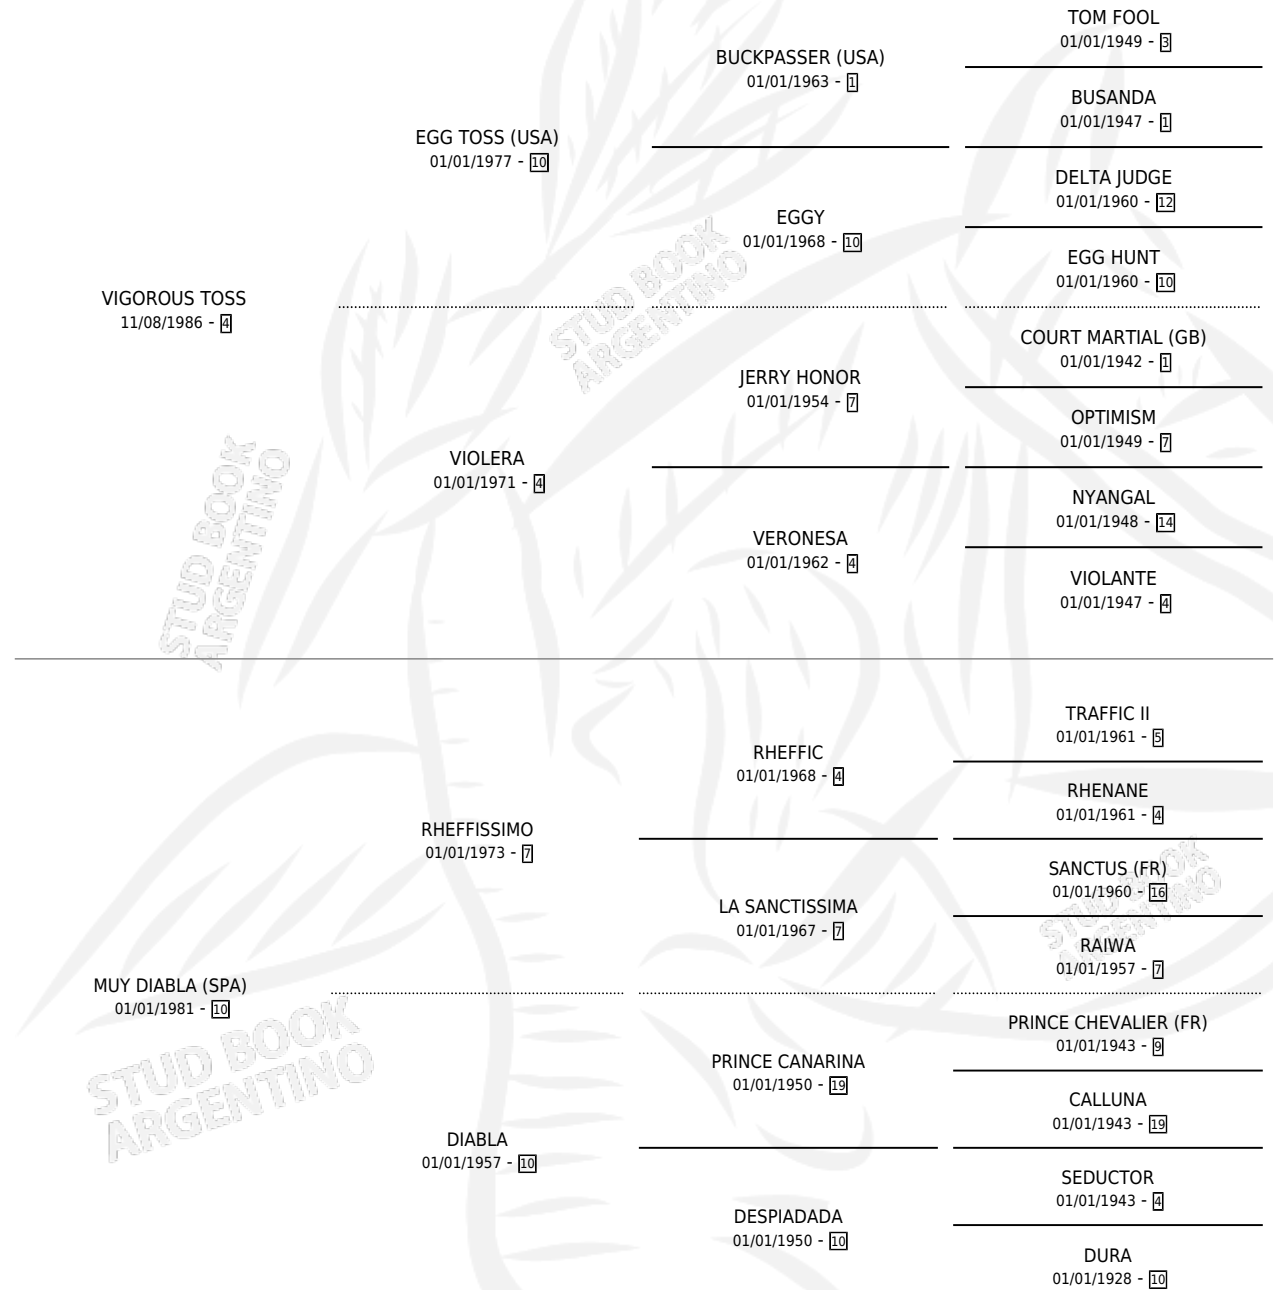 TOM FOOL
01/01/1949 - 3
BUCKPASSER (USA)
01/01/1963 - 1
BUSANDA
01/01/1947 - 1
EGG TOSS (USA)
01/01/1977 - 10
DELTA JUDGE
01/01/1960 - 12
EGGY
01/01/1968 - 10
EGG HUNT
01/01/1960 - 10
VIGOROUS TOSS
11/08/1986 - 4
STUD BOOK
ARGENTINO
COURT MARTIAL (GB)
01/01/1942 - 1
JERRY HONOR
01/01/1954 - 7
OPTIMISM
01/01/1949 - 7
VIOLERA
01/01/1971 - 4
NYANGAL
01/01/1948 - 14
VERONESA
01/01/1962 - 4
VIOLANTE
01/01/1947 - 4
STUD BOOK
ARGENTINO
TRAFFIC II
01/01/1961 - 5
RHEFFIC
01/01/1968 - 4
RHENANE
01/01/1961 - 4
RHEFFISSIMO
01/01/1973 - 7
SANCTUS (FR)
01/01/1960 - 16
LA SANCTISSIMA
01/01/1967 - 7
STUD BOOK
ARGENTINO
RAIWA
01/01/1957 - 7
MUY DIABLA (SPA)
01/01/1981 - 10
PRINCE CHEVALIER (FR)
01/01/1943 - 9
STUD BOOK
ARGENTINO
PRINCE CANARINA
01/01/1950 - 19
CALLUNA
01/01/1943 - 19
DIABLA
01/01/1957 - 10
SEDUCTOR
01/01/1943 - 4
DESPIADADA
01/01/1950 - 10
DURA
01/01/1928 - 10